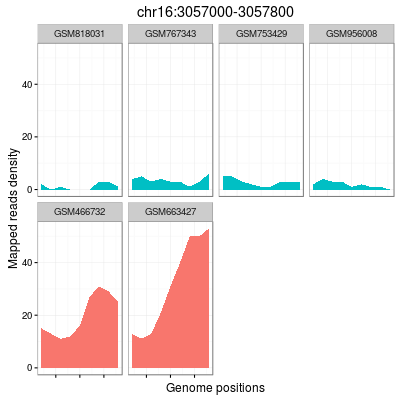 chr16:3057000-3057800
GSM818031 GSM767343 GSM753429 GSM956008
40
20
0
Mapped reads density
GSM466732 GSM663427
40
20
0
Genome positions